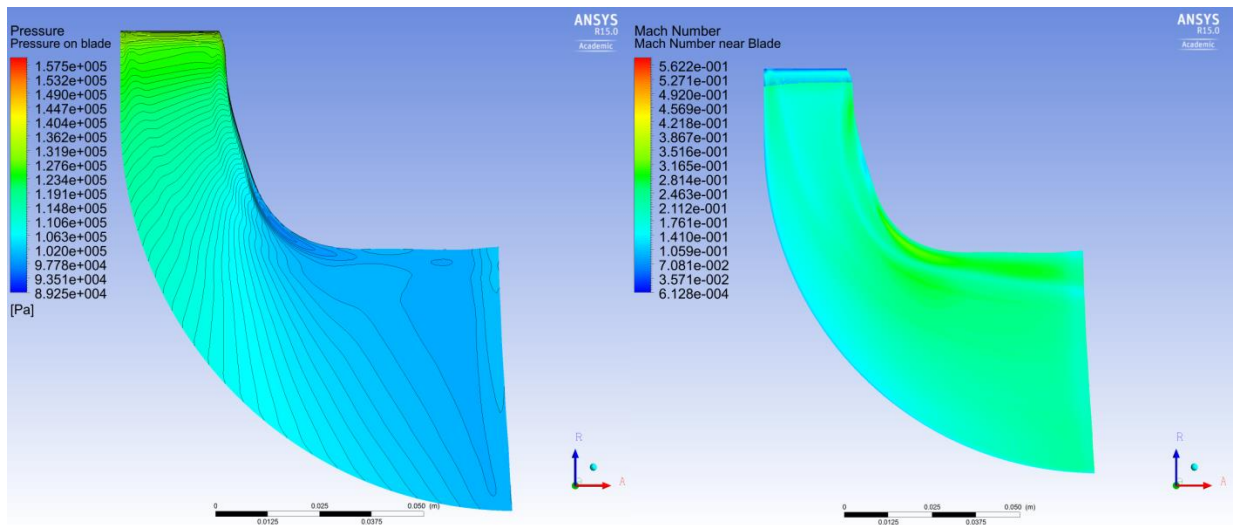 Pressure
Pressure on blade
1.575e+005
1.532e+005
1.490e+005
1.447e+005
1.404e+005
1.362e+005
1.319e+005
1.276e+005
1.234e+005
1.191e+005
1.148e+005
1.106e+005
1.063e+005
1.020e+005
9.778e+004
9.351e+004
8.925e+004
[Pa]
ANSYS
R15.0
Academic
R
A
0 0.025 0.050 (m)
0.0125 0.0375
Mach Number
Mach Number near Blade
5.622e-001
5.271e-001
4.920e-001
4.569e-001
4.218e-001
3.867e-001
3.516e-001
3.165e-001
2.814e-001
2.463e-001
2.112e-001
1.761e-001
1.410e-001
1.059e-001
7.081e-002
3.571e-002
6.128e-004
ANSYS
R15.0
Academic
R
A
0 0.025 0.050 (m)
0.0125 0.0375